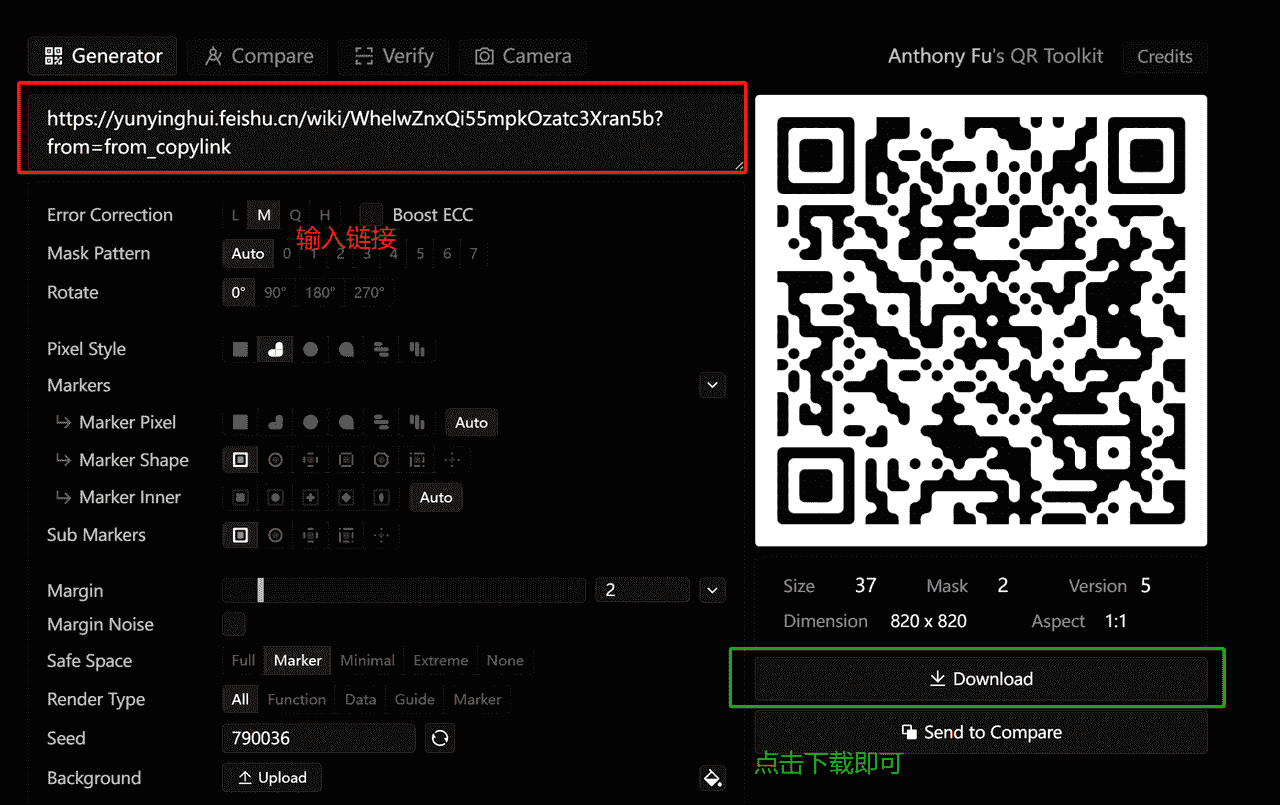 Generator
Compare
Verify
Camera
Anthony Fu's QR Toolkit
Credits
https://yunyinghui.feishu.cn/wiki/WhelwZnxQi55mpkOzatc3Xran5b?
from=from_copylink
Error Correction L M Q H Boost ECC
输入链接
Mask Pattern Auto 0 1 2 3 4 5 6 7
Rotate 0° 90° 180° 270°
Pixel Style
Markers
Marker Pixel Auto
Marker Shape
Marker Inner Auto
Sub Markers
Margin 2
Margin Noise
Safe Space Full Marker Minimal Extreme None
Render Type All Function Data Guide Marker
Seed 790036
Background Upload
Size 37 Mask 2 Version 5
Dimension 820 x 820 Aspect 1:1
Download
Send to Compare
点击下载即可